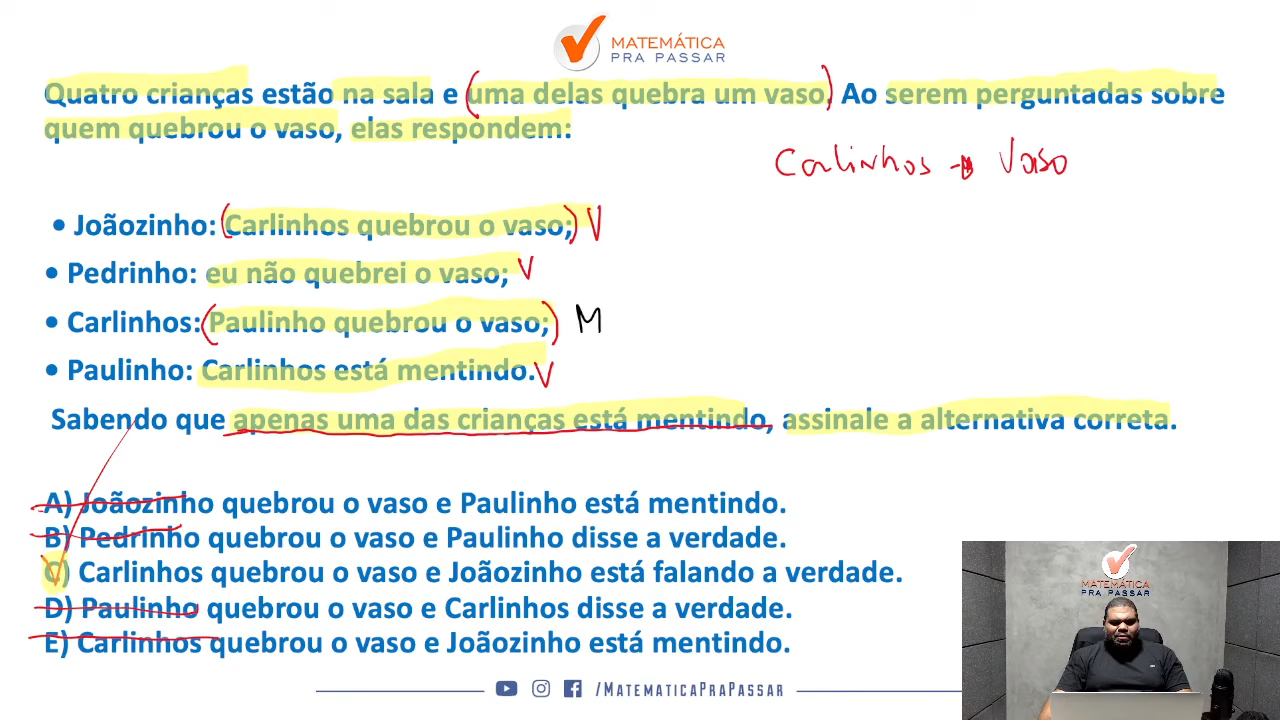 MATEMÁTICA
PRA PASSAR
Quatro crianças estão na sala e uma delas quebra um vaso. Ao serem perguntadas sobre
quem quebrou o vaso, elas respondem:
Carlinhos → Vaso
• Joãozinho: Carlinhos quebrou o vaso; V
• Pedrinho: eu não quebrei o vaso; V
• Carlinhos: Paulinho quebrou o vaso; M
• Paulinho: Carlinhos está mentindo. V
Sabendo que apenas uma das crianças está mentindo, assinale a alternativa correta.
A) Joãozinho quebrou o vaso e Paulinho está mentindo.
B) Pedrinho quebrou o vaso e Paulinho disse a verdade.
C) Carlinhos quebrou o vaso e Joãozinho está falando a verdade.
D) Paulinho quebrou o vaso e Carlinhos disse a verdade.
E) Carlinhos quebrou o vaso e Joãozinho está mentindo.
MATEMÁTICA
PRA PASSAR
/MatematicaPraPassar